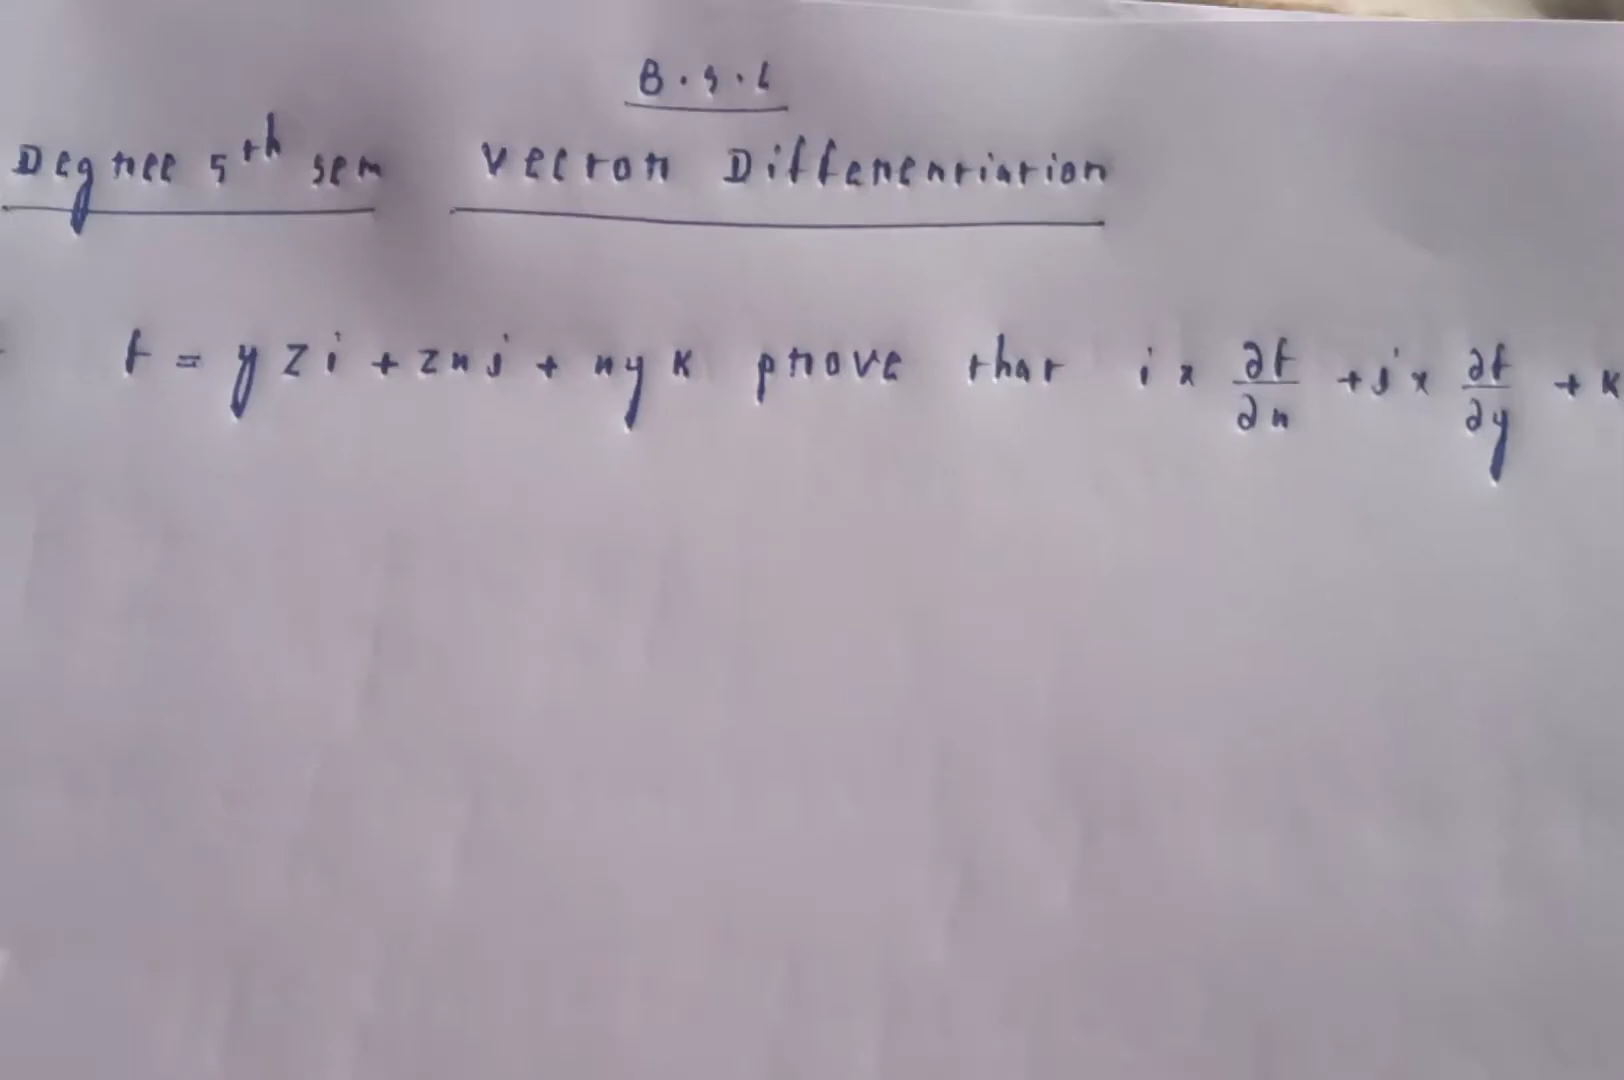 B.S.C
Degree 5th sem Vector Differentiation
f = yzi + zxj + xyk prove that i x ∂f/∂x + j x ∂f/∂y + k